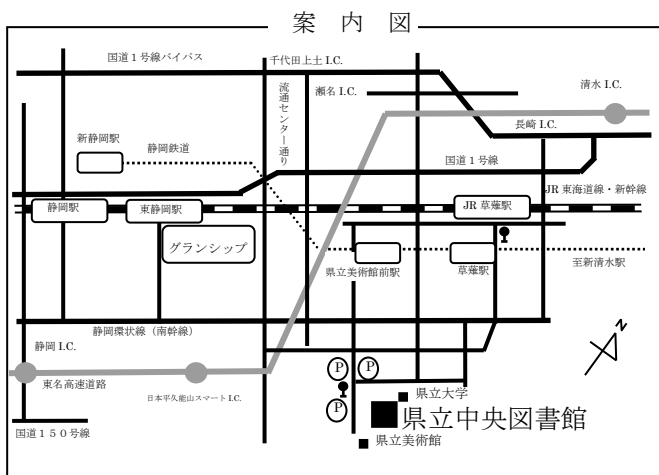 案内図
国道1号線バイパス
千代田上土 I.C.
清水 I.C.
瀬名 I.C.
流通センター通り
長崎 I.C.
新静岡駅
静岡鉄道
国道1号線
JR 東海道線・新幹線
静岡駅
東静岡駅
JR 草薙駅
グランシップ
県立美術館前駅
草薙駅
至新清水駅
静岡環状線（南幹線）
N
静岡 I.C.
P
P
東名高速道路
日本平久能山スマート I.C.
P
県立大学
県立中央図書館
国道150号線
県立美術館